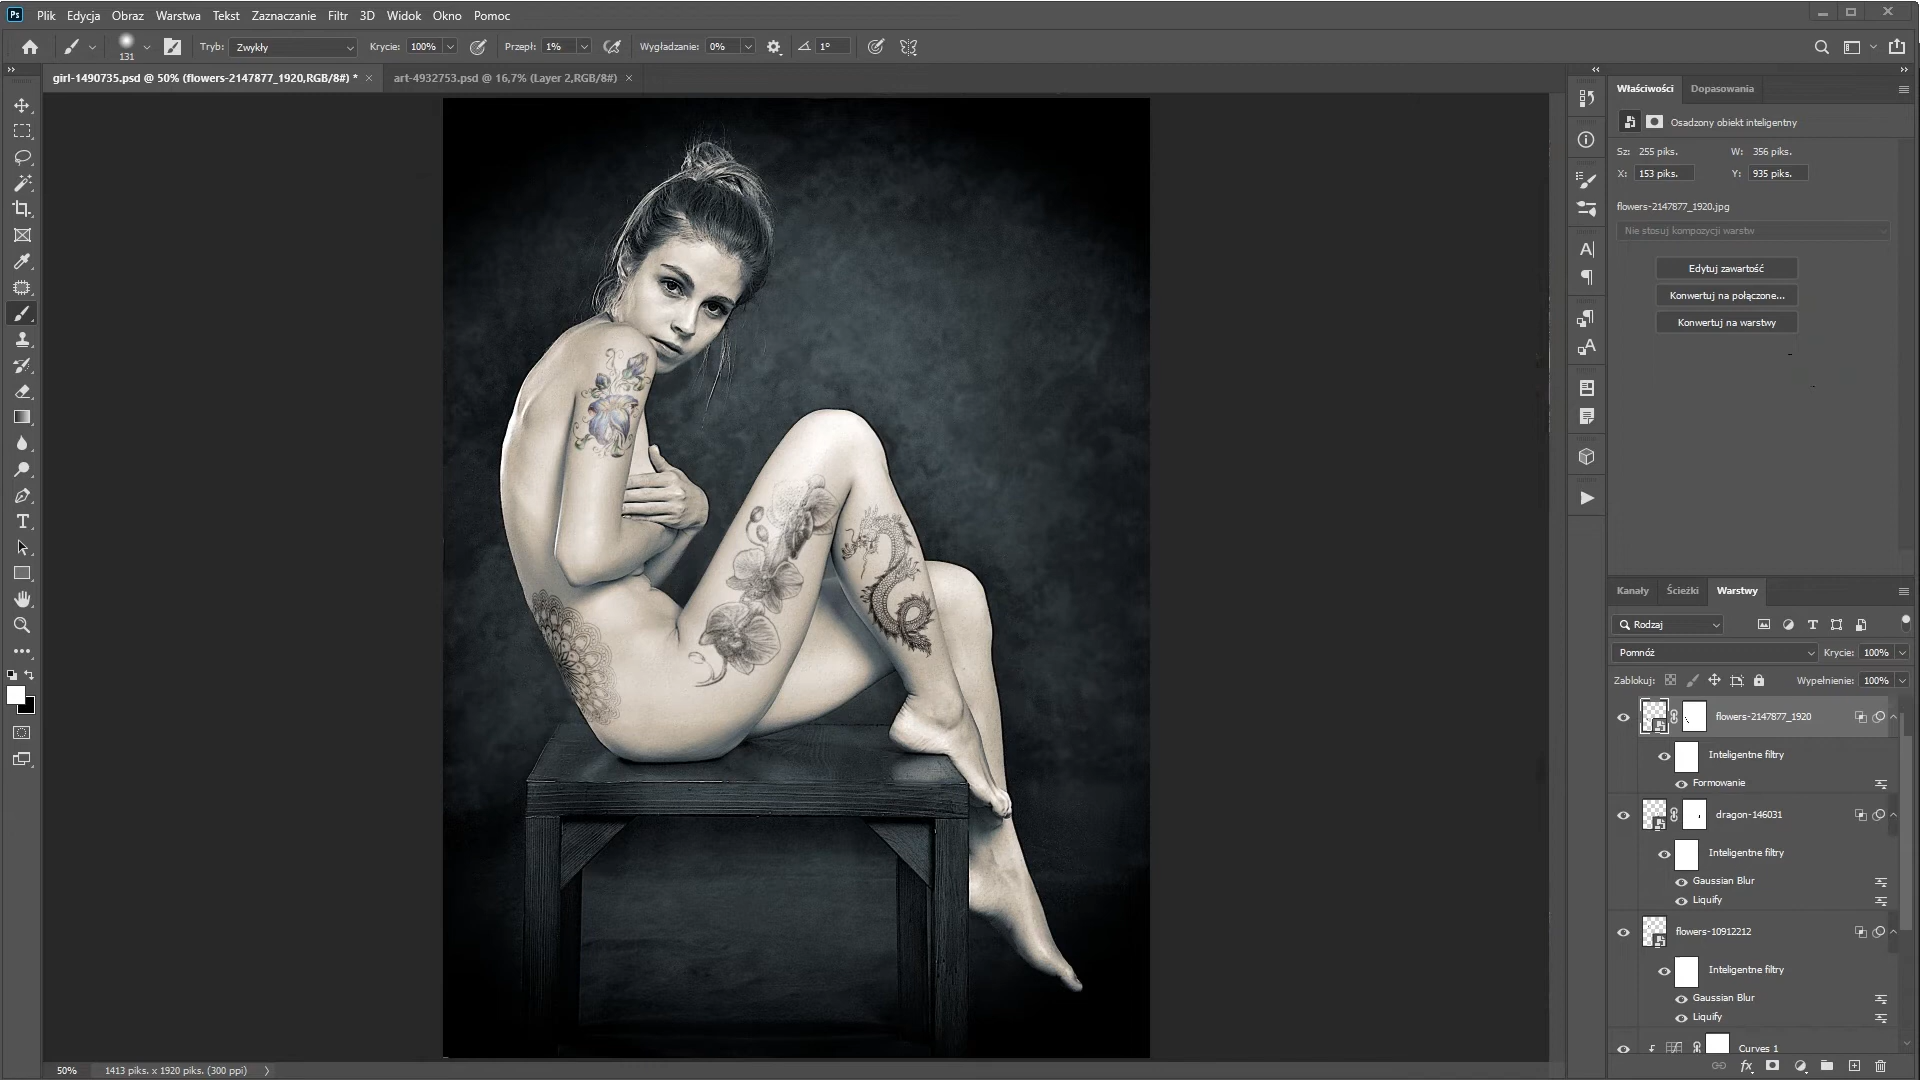 Ps Plik Edycja Obraz Warstwa Tekst Zaznaczanie Filtr 3D Widok Okno Pomoc
131 Tryb: Zwykły Krycie: 100% Przepł: 1% Wygładzanie: 0% 1°
girl-1490735.psd @ 50% (flowers-2147877_1920,RGB/8#) * × art-4932753.psd @ 16,7% (Layer 2,RGB/8#) ×
Właściwości Dopasowania
Osadzony obiekt inteligentny
Sz: 255 piks. W: 356 piks.
X: 153 piks. Y: 935 piks.
flowers-2147877_1920.jpg
Nie stosuj kompozycji warstw
Edytuj zawartość
Konwertuj na połączone...
Konwertuj na warstwy
Kanały Ścieżki Warstwy
Rodzaj
Pomnóż Krycie: 100%
Zablokuj: Wypełnienie: 100%
flowers-2147877_1920
Inteligentne filtry
Formowanie
dragon-146031
Inteligentne filtry
Gaussian Blur
Liquify
flowers-10912212
Inteligentne filtry
Gaussian Blur
Liquify
Curves 1
50% 1413 piks. x 1920 piks. (300 ppi)